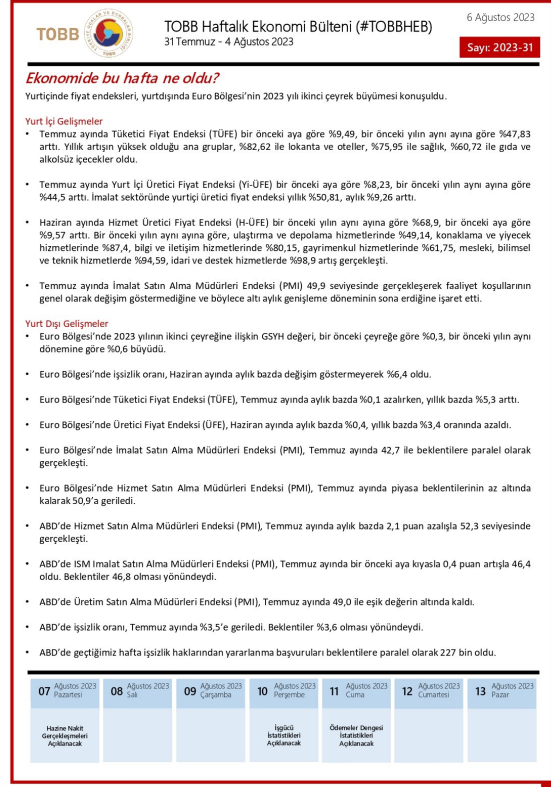 TOBB
TOBB Haftalık Ekonomi Bülteni (#TOBBHEB)
31 Temmuz - 4 Ağustos 2023
6 Ağustos 2023
Sayı: 2023-31
Ekonomide bu hafta ne oldu?
Yurtiçinde fiyat endeksleri, yurtdışında Euro Bölgesi'nin 2023 yılı ikinci çeyrek büyümesi konuşuldu.
Yurt İçi Gelişmeler
• Temmuz ayında Tüketici Fiyat Endeksi (TÜFE) bir önceki aya göre %9,49, bir önceki yılın aynı ayına göre %47,83
arttı. Yıllık artışın yüksek olduğu ana gruplar, %82,62 ile lokanta ve oteller, %75,95 ile sağlık, %60,72 ile gıda ve
alkolsüz içecekler oldu.
• Temmuz ayında Yurt İçi Üretici Fiyat Endeksi (Yi-ÜFE) bir önceki aya göre %8,23, bir önceki yılın aynı ayına göre
%44,5 arttı. İmalat sektöründe yurtiçi üretici fiyat endeksi yıllık %50,81, aylık %9,26 arttı.
• Haziran ayında Hizmet Üretici Fiyat Endeksi (H-ÜFE) bir önceki yılın aynı ayına göre %68,9, bir önceki aya göre
%9,57 arttı. Bir önceki yılın aynı ayına göre, ulaştırma ve depolama hizmetlerinde %49,14, konaklama ve yiyecek
hizmetlerinde %87,4, bilgi ve iletişim hizmetlerinde %80,15, gayrimenkul hizmetlerinde %61,75, mesleki, bilimsel
ve teknik hizmetlerde %94,59, idari ve destek hizmetlerde %98,9 artış gerçekleşti.
• Temmuz ayında İmalat Satın Alma Müdürleri Endeksi (PMI) 49,9 seviyesinde gerçekleşerek faaliyet koşullarının
genel olarak değişim göstermediğine ve böylece altı aylık genişleme döneminin sona erdiğine işaret etti.
Yurt Dışı Gelişmeler
• Euro Bölgesi'nde 2023 yılının ikinci çeyreğine ilişkin GSYH değeri, bir önceki çeyreğe göre %0,3, bir önceki yılın aynı
dönemine göre %0,6 büyüdü.
• Euro Bölgesi'nde işsizlik oranı, Haziran ayında aylık bazda değişim göstermeyerek %6,4 oldu.
• Euro Bölgesi'nde Tüketici Fiyat Endeksi (TÜFE), Temmuz ayında aylık bazda %0,1 azalırken, yıllık bazda %5,3 arttı.
• Euro Bölgesi'nde Üretici Fiyat Endeksi (ÜFE), Haziran ayında aylık bazda %0,4, yıllık bazda %3,4 oranında azaldı.
• Euro Bölgesi'nde İmalat Satın Alma Müdürleri Endeksi (PMI), Temmuz ayında 42,7 ile beklentilere paralel olarak
gerçekleşti.
• Euro Bölgesi'nde Hizmet Satın Alma Müdürleri Endeksi (PMI), Temmuz ayında piyasa beklentilerinin az altında
kalarak 50,9'a geriledi.
• ABD'de Hizmet Satın Alma Müdürleri Endeksi (PMI), Temmuz ayında aylık bazda 2,1 puan azalışla 52,3 seviyesinde
gerçekleşti.
• ABD'de ISM Imalat Satın Alma Müdürleri Endeksi (PMI), Temmuz ayında bir önceki aya kıyasla 0,4 puan artışla 46,4
oldu. Beklentiler 46,8 olması yönündeydi.
• ABD'de Üretim Satın Alma Müdürleri Endeksi (PMI), Temmuz ayında 49,0 ile eşik değerin altında kaldı.
• ABD'de işsizlik oranı, Temmuz ayında %3,5'e geriledi. Beklentiler %3,6 olması yönündeydi.
• ABD'de geçtiğimiz hafta işsizlik haklarından yararlanma başvuruları beklentilere paralel olarak 227 bin oldu.
07 Ağustos 2023 Pazartesi
08 Ağustos 2023 Salı
09 Ağustos 2023 Çarşamba
10 Ağustos 2023 Perşembe
11 Ağustos 2023 Cuma
12 Ağustos 2023 Cumartesi
13 Ağustos 2023 Pazar
Hazine Nakit
Gerçekleşmeleri
Açıklanacak
İşgücü
İstatistikleri
Açıklanacak
Ödemeler Dengesi
İstatistikleri
Açıklanacak